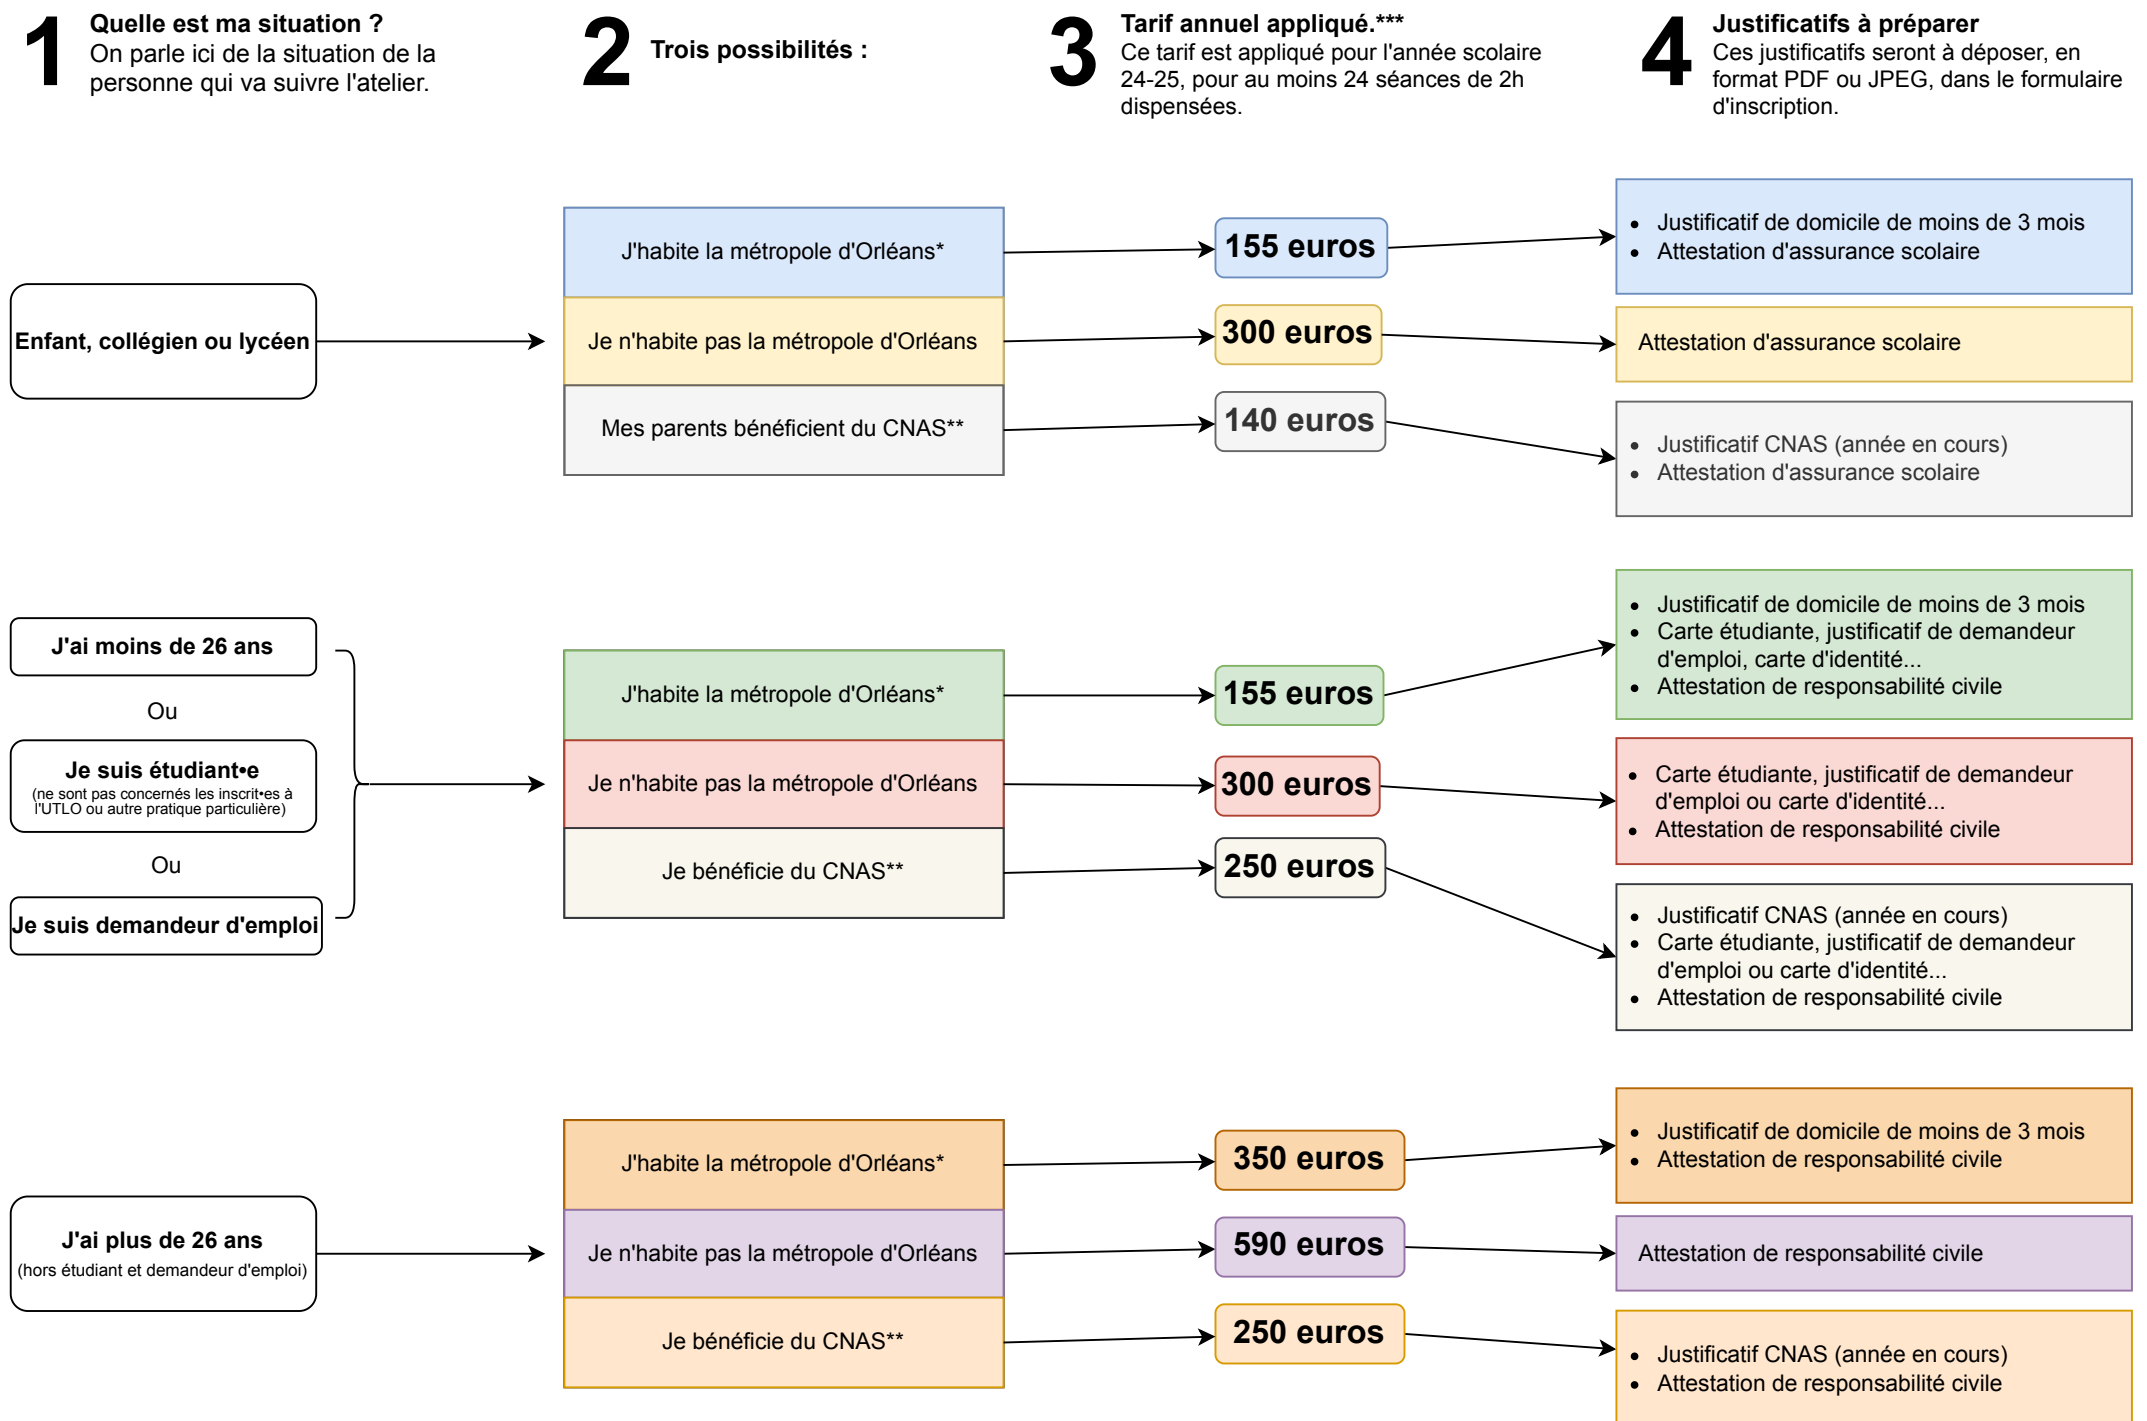 1
Quelle est ma situation ?
On parle ici de la situation de la
personne qui va suivre l'atelier.
2
Trois possibilités :
3
Tarif annuel appliqué.***
Ce tarif est appliqué pour l'année scolaire
24-25, pour au moins 24 séances de 2h
dispensées.
4
Justificatifs à préparer
Ces justificatifs seront à déposer, en
format PDF ou JPEG, dans le formulaire
d'inscription.
Enfant, collégien ou lycéen
J'habite la métropole d'Orléans*
155 euros
• Justificatif de domicile de moins de 3 mois
• Attestation d'assurance scolaire
Je n'habite pas la métropole d'Orléans
300 euros
Attestation d'assurance scolaire
Mes parents bénéficient du CNAS**
140 euros
• Justificatif CNAS (année en cours)
• Attestation d'assurance scolaire
J'ai moins de 26 ans
Ou
Je suis étudiant•e
(ne sont pas concernés les inscrit•es à
l'UTLO ou autre pratique particulière)
Ou
Je suis demandeur d'emploi
J'habite la métropole d'Orléans*
155 euros
• Justificatif de domicile de moins de 3 mois
• Carte étudiante, justificatif de demandeur
d'emploi, carte d'identité...
• Attestation de responsabilité civile
Je n'habite pas la métropole d'Orléans
300 euros
• Carte étudiante, justificatif de demandeur
d'emploi ou carte d'identité...
• Attestation de responsabilité civile
Je bénéficie du CNAS**
250 euros
• Justificatif CNAS (année en cours)
• Carte étudiante, justificatif de demandeur
d'emploi ou carte d'identité...
• Attestation de responsabilité civile
J'ai plus de 26 ans
(hors étudiant et demandeur d'emploi)
J'habite la métropole d'Orléans*
350 euros
• Justificatif de domicile de moins de 3 mois
• Attestation de responsabilité civile
Je n'habite pas la métropole d'Orléans
590 euros
Attestation de responsabilité civile
Je bénéficie du CNAS**
250 euros
• Justificatif CNAS (année en cours)
• Attestation de responsabilité civile